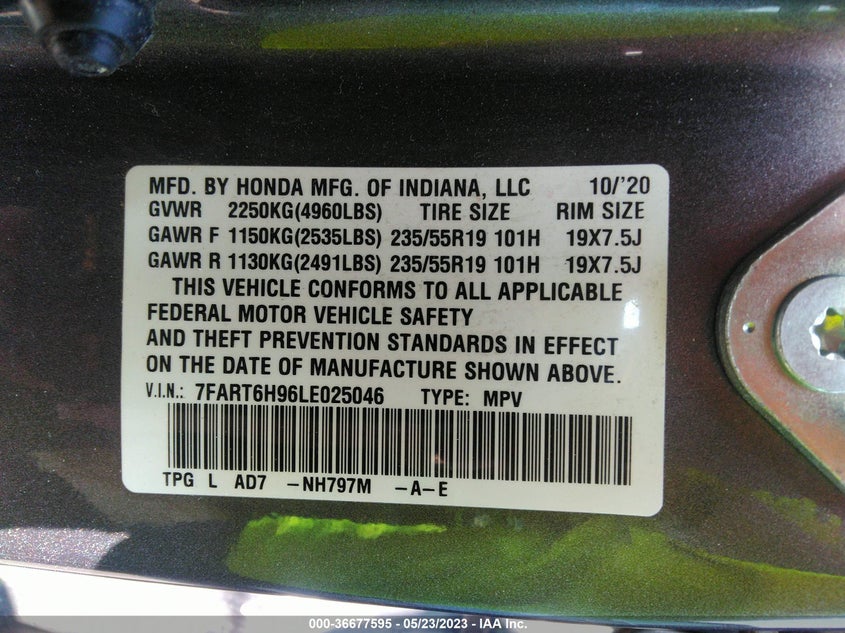 MFD. BY HONDA MFG. OF INDIANA, LLC 10/'20
GVWR 2250KG(4960LBS) TIRE SIZE RIM SIZE
GAWR F 1150KG(2535LBS) 235/55R19 101H 19X7.5J
GAWR R 1130KG(2491LBS) 235/55R19 101H 19X7.5J
THIS VEHICLE CONFORMS TO ALL APPLICABLE
FEDERAL MOTOR VEHICLE SAFETY
AND THEFT PREVENTION STANDARDS IN EFFECT
ON THE DATE OF MANUFACTURE SHOWN ABOVE.
V.I.N.: 7FART6H96LE025046 TYPE: MPV
TPG L AD7 -NH797M -A-E
000-36677595 - 05/23/2023 - IAA Inc.